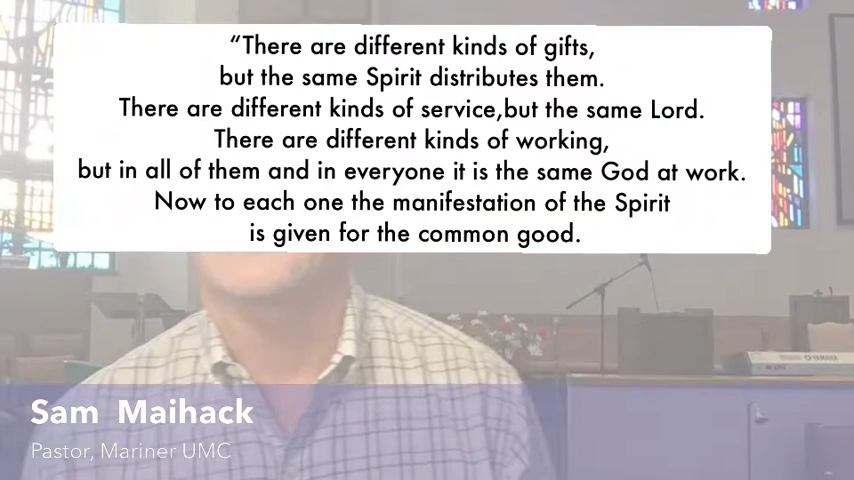 “There are different kinds of gifts,
but the same Spirit distributes them.
There are different kinds of service,but the same Lord.
There are different kinds of working,
but in all of them and in everyone it is the same God at work.
Now to each one the manifestation of the Spirit
is given for the common good.
YAMAHA
Sam Maihack
Pastor, Mariner UMC